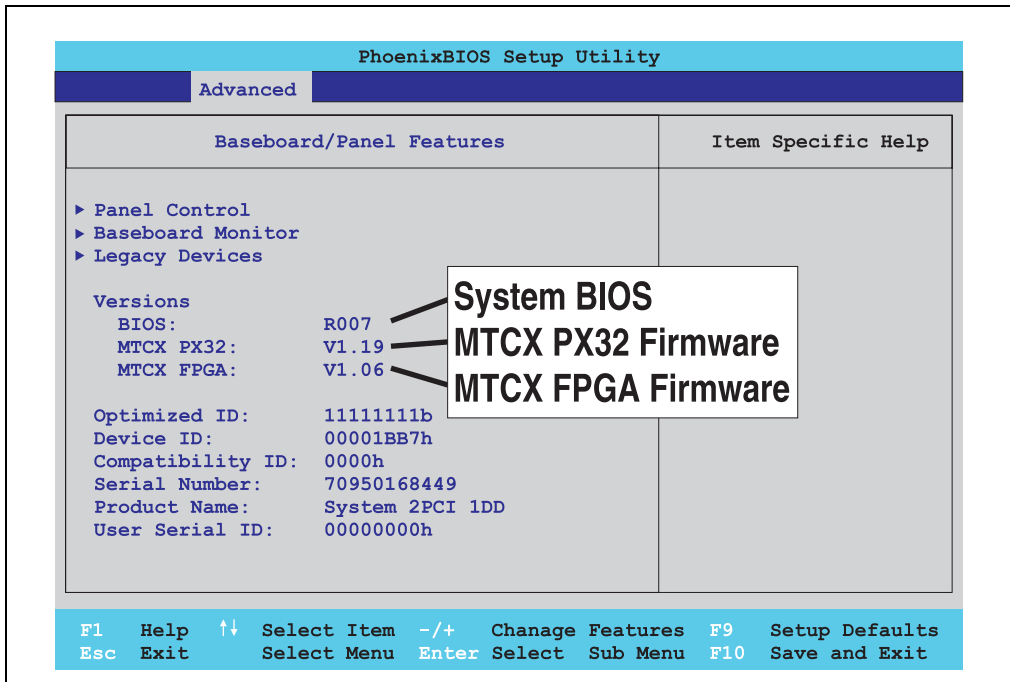 PhoenixBIOS Setup Utility
Advanced
Baseboard/Panel Features
Item Specific Help
Panel Control
Baseboard Monitor
Legacy Devices
Versions
BIOS: R007
MTCX PX32: V1.19
MTCX FPGA: V1.06
System BIOS
MTCX PX32 Firmware
MTCX FPGA Firmware
Optimized ID: 11111111b
Device ID: 00001BB7h
Compatibility ID: 0000h
Serial Number: 70950168449
Product Name: System 2PCI 1DD
User Serial ID: 00000000h
F1 Help ↑↓ Select Item -/+ Chanage Features F9 Setup Defaults
Esc Exit Select Menu Enter Select Sub Menu F10 Save and Exit